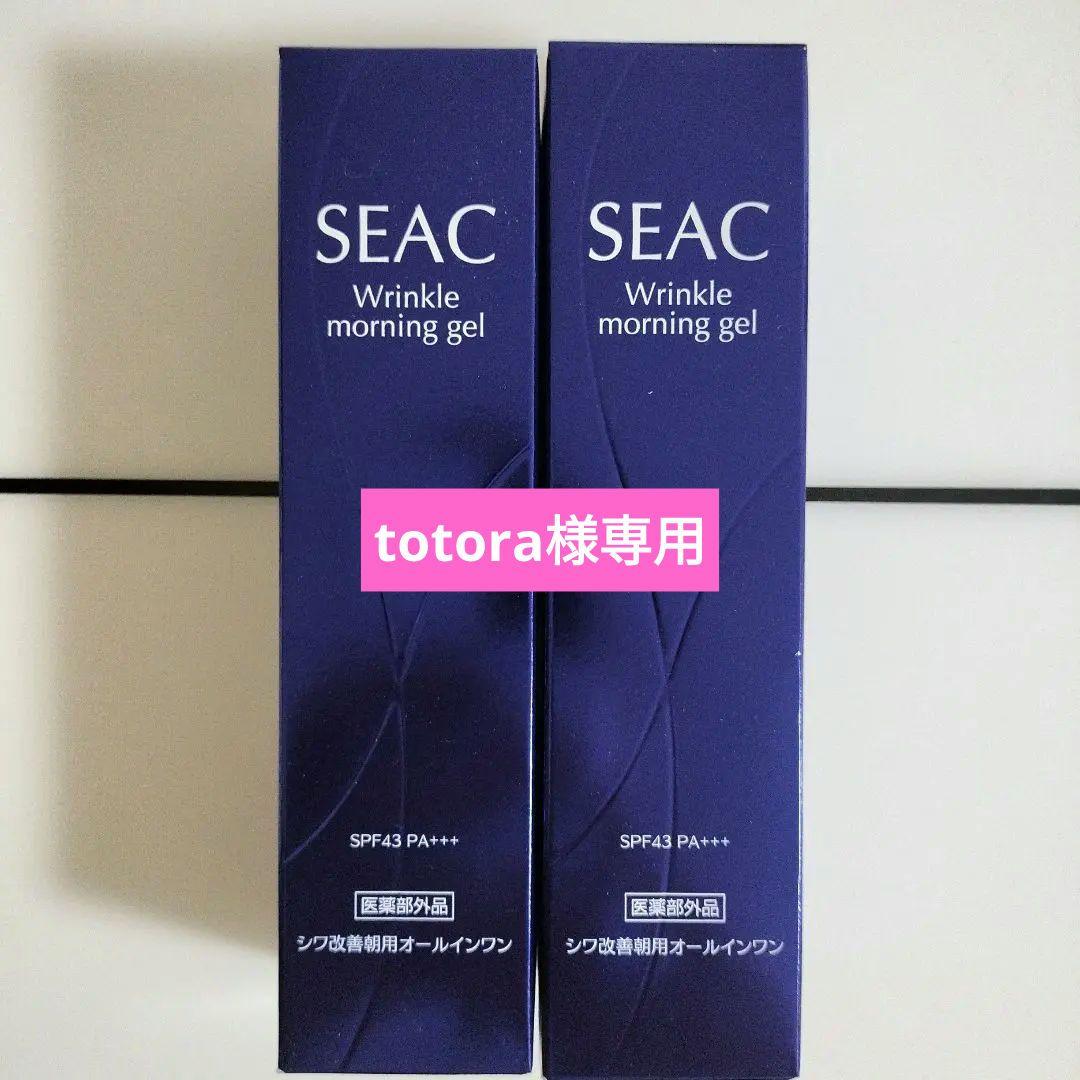 SEAC
Wrinkle
morning gel
SPF43 PA+++
医薬部外品
シワ改善朝用オールインワン
SEAC
Wrinkle
morning gel
SPF43 PA+++
医薬部外品
シワ改善朝用オールインワン
totora様専用